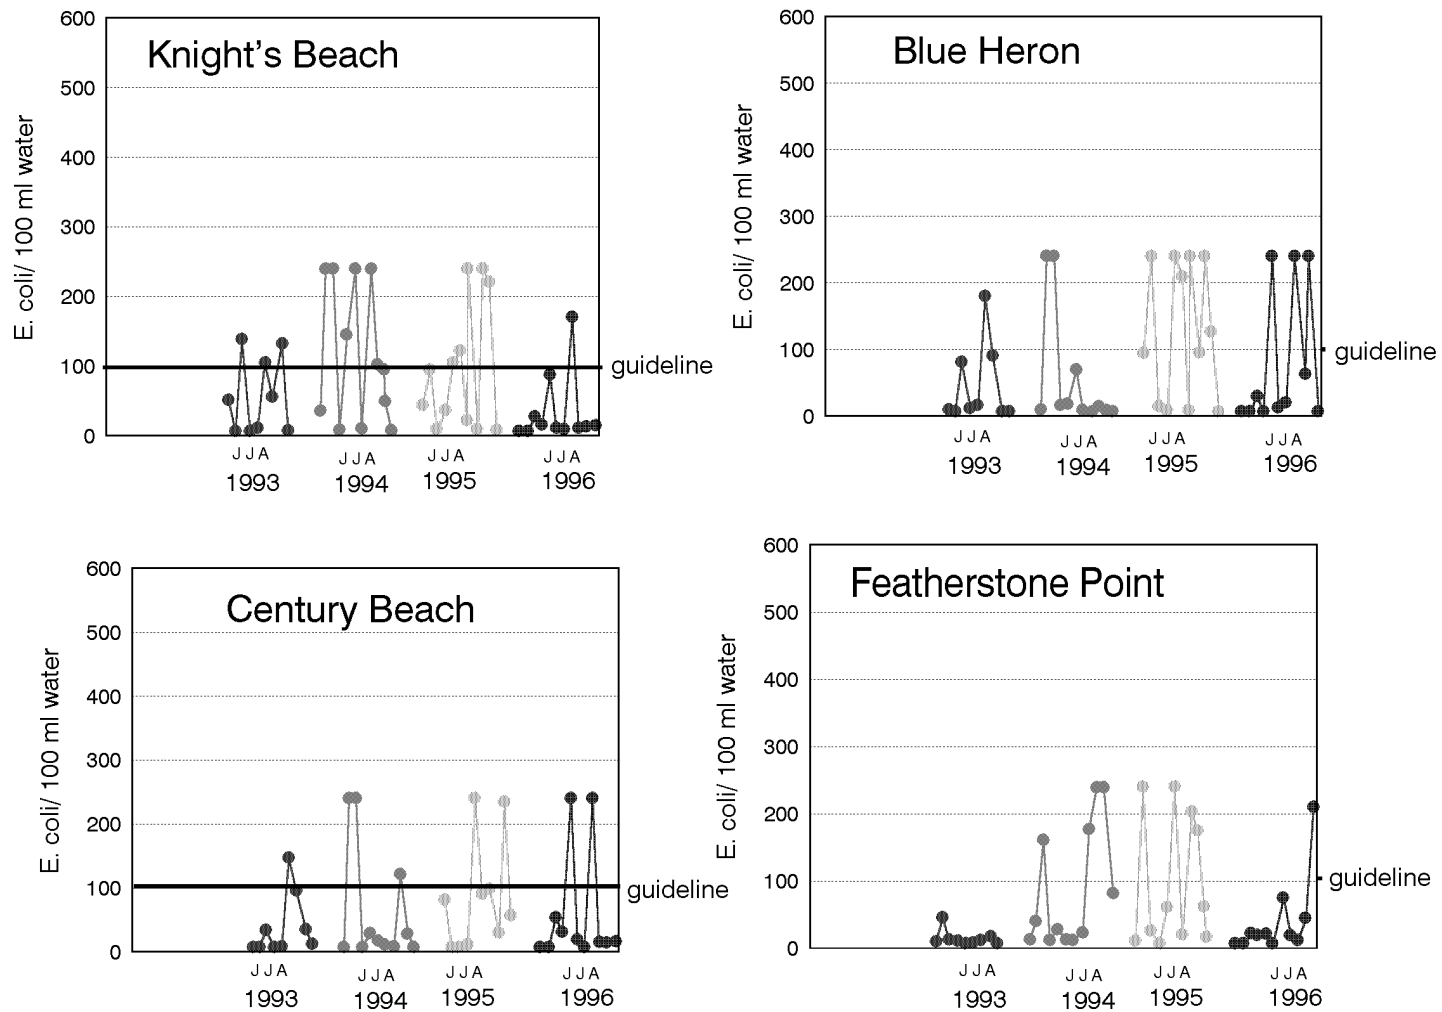 Knight's Beach
E. coli/ 100 ml water
600
500
400
300
200
100
0
guideline
J J A
1993
J J A
1994
J J A
1995
J J A
1996
Blue Heron
E. coli/ 100 ml water
600
500
400
300
200
100
0
guideline
J J A
1993
J J A
1994
J J A
1995
J J A
1996
Century Beach
E. coli/ 100 ml water
600
500
400
300
200
100
0
guideline
J J A
1993
J J A
1994
J J A
1995
J J A
1996
Featherstone Point
E. coli/ 100 ml water
600
500
400
300
200
100
0
guideline
J J A
1993
J J A
1994
J J A
1995
J J A
1996